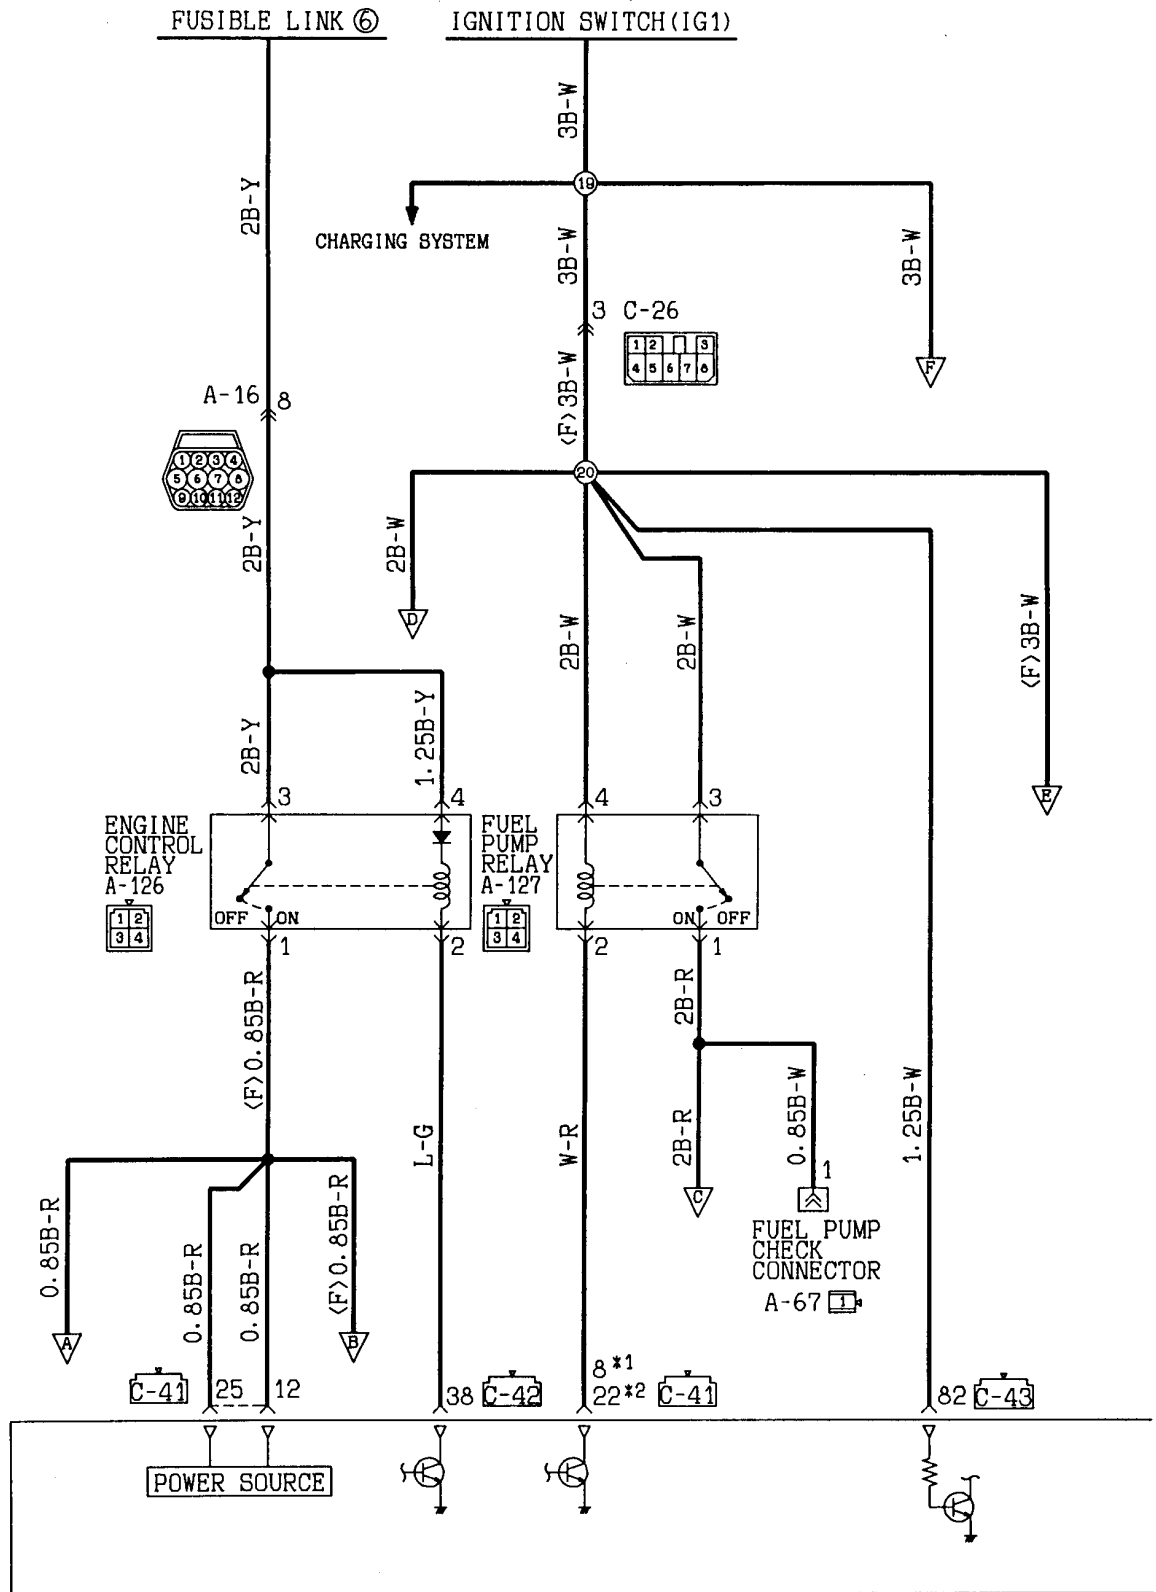 FUSIBLE LINK ⑥
IGNITION SWITCH(IG1)
3B-W
2B-Y
19
CHARGING SYSTEM
3B-W
3B-W
3 C-26
1 2 3
4 5 6 7 8
F
A-16 8
<F>3B-W
1 2 3 4
5 6 7 8
9 10 11 12
20
2B-Y
2B-W
D
2B-W
2B-W
<F>3B-W
E
2B-Y
1.25B-Y
3
4
4
3
ENGINE
CONTROL
RELAY
A-126
1 2
3 4
OFF
ON
FUEL
PUMP
RELAY
A-127
1 2
3 4
ON
OFF
1
2
2
1
<F>0.85B-R
L-G
W-R
2B-R
2B-R
0.85B-W
1
1.25B-W
C
FUEL PUMP
CHECK
CONNECTOR
A-67 1
0.85B-R
0.85B-R
0.85B-R
<F>0.85B-R
A
B
C-41 25 12
38 C-42
8*1
22*2 C-41
82 C-43
POWER SOURCE